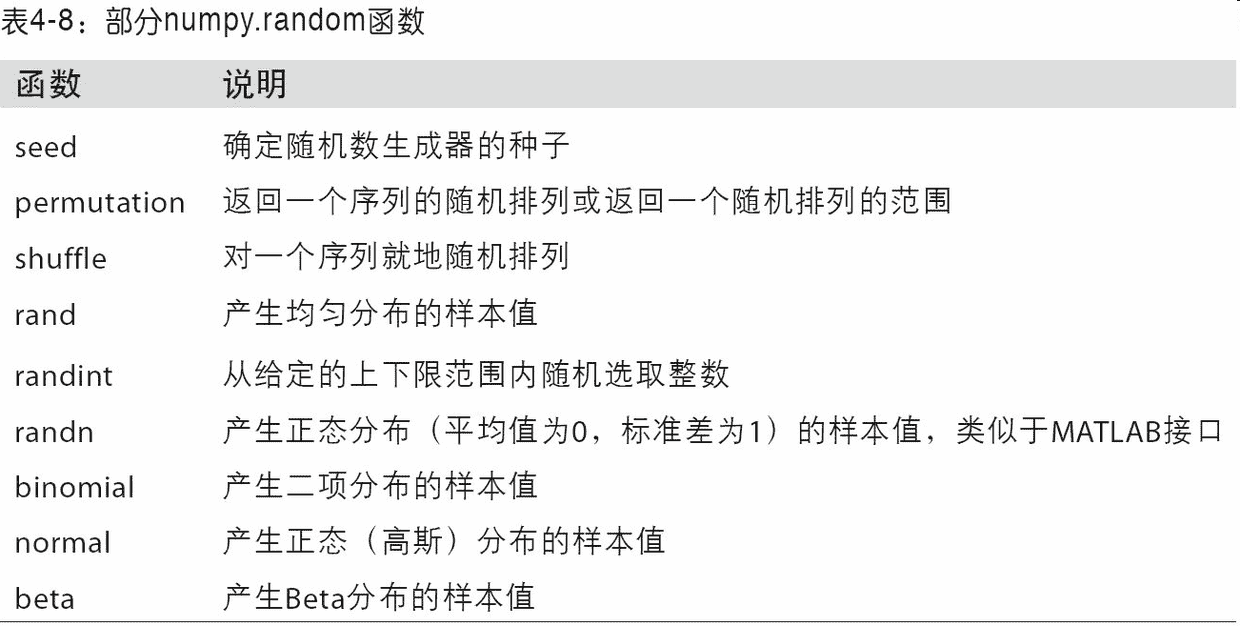 表4-8：部分numpy.random函数
函数 说明
seed 确定随机数生成器的种子
permutation 返回一个序列的随机排列或返回一个随机排列的范围
shuffle 对一个序列就地随机排列
rand 产生均匀分布的样本值
randint 从给定的上下限范围内随机选取整数
randn 产生正态分布（平均值为0，标准差为1）的样本值，类似于MATLAB接口
binomial 产生二项分布的样本值
normal 产生正态（高斯）分布的样本值
beta 产生Beta分布的样本值